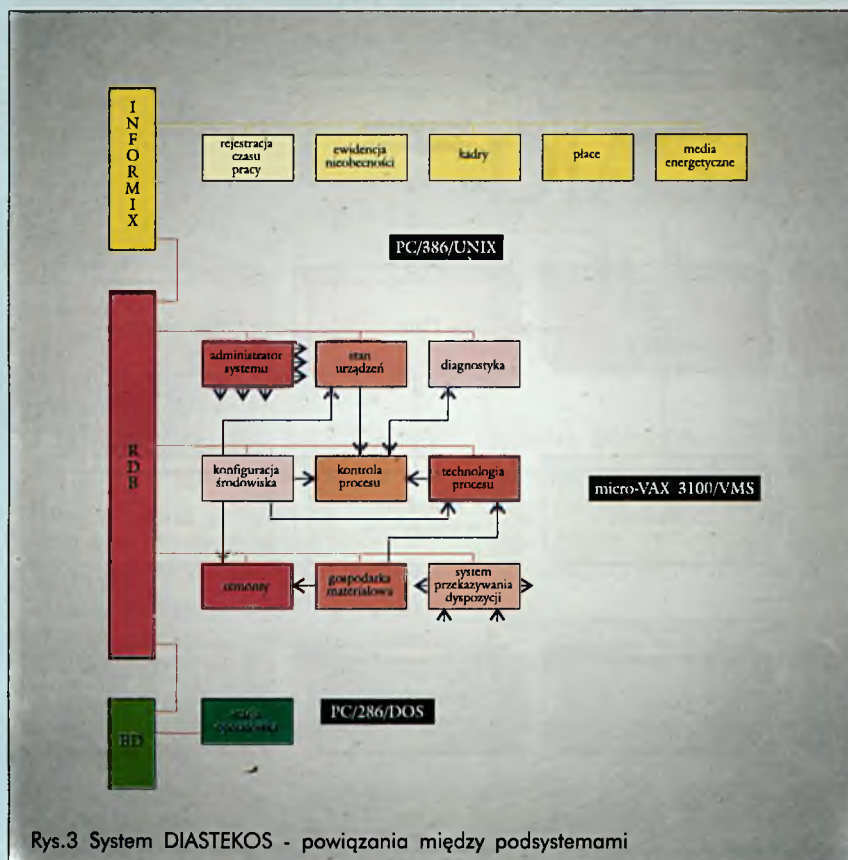 INFORMIX
rejestracja
czasu
pracy
ewidencja
nieobecności
kadry
płace
media
energetyczne
PC/386/UNIX
RDB
administrator
systemu
stan
urządzeń
diagnostyka
konfiguracja
środowiska
kontrola
procesu
technologia
procesu
micro-VAX 3100/VMS
remonty
gospodarka
materiałowa
system
przekazywania
dyspozycji
BD
PC/286/DOS
Rys.3 System DIASTEKOS - powiązania między podsystemami